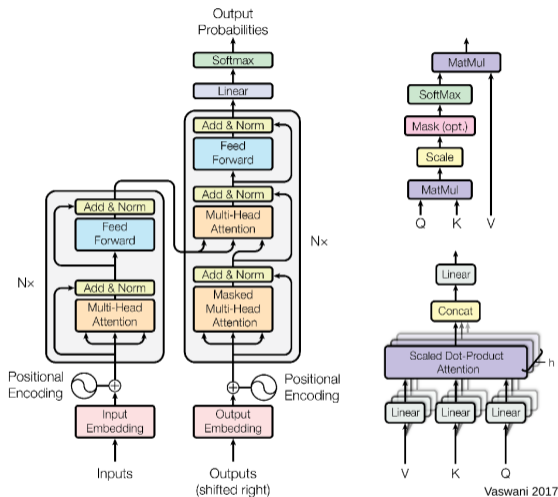 Output
Probabilities
Softmax
Linear
Add & Norm
Feed
Forward
Add & Norm
Multi-Head
Attention
Add & Norm
Masked
Multi-Head
Attention
N×
Positional
Encoding
Output
Embedding
Outputs
(shifted right)
Add & Norm
Feed
Forward
N×
Add & Norm
Multi-Head
Attention
Positional
Encoding
Input
Embedding
Inputs
MatMul
SoftMax
Mask (opt.)
Scale
MatMul
Q K V
Linear
Concat
Scaled Dot-Product
Attention
h
Linear Linear Linear
V K Q
Vaswani 2017